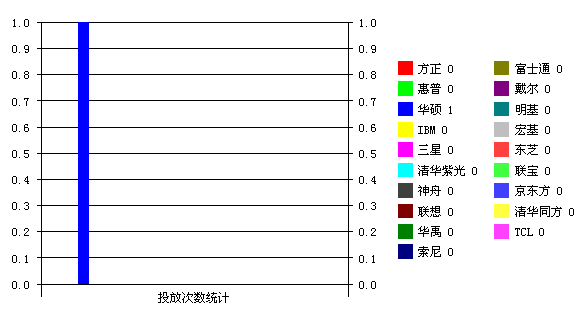 1.0 1.0
0.9 0.9
0.8 0.8
0.7 0.7
0.6 0.6
0.5 0.5
0.4 0.4
0.3 0.3
0.2 0.2
0.1 0.1
0.0 0.0
投放次数统计
方正 0
惠普 0
华硕 1
IBM 0
三星 0
清华紫光 0
神舟 0
联想 0
华禹 0
索尼 0
富士通 0
戴尔 0
明基 0
宏基 0
东芝 0
联宝 0
京东方 0
清华同方 0
TCL 0